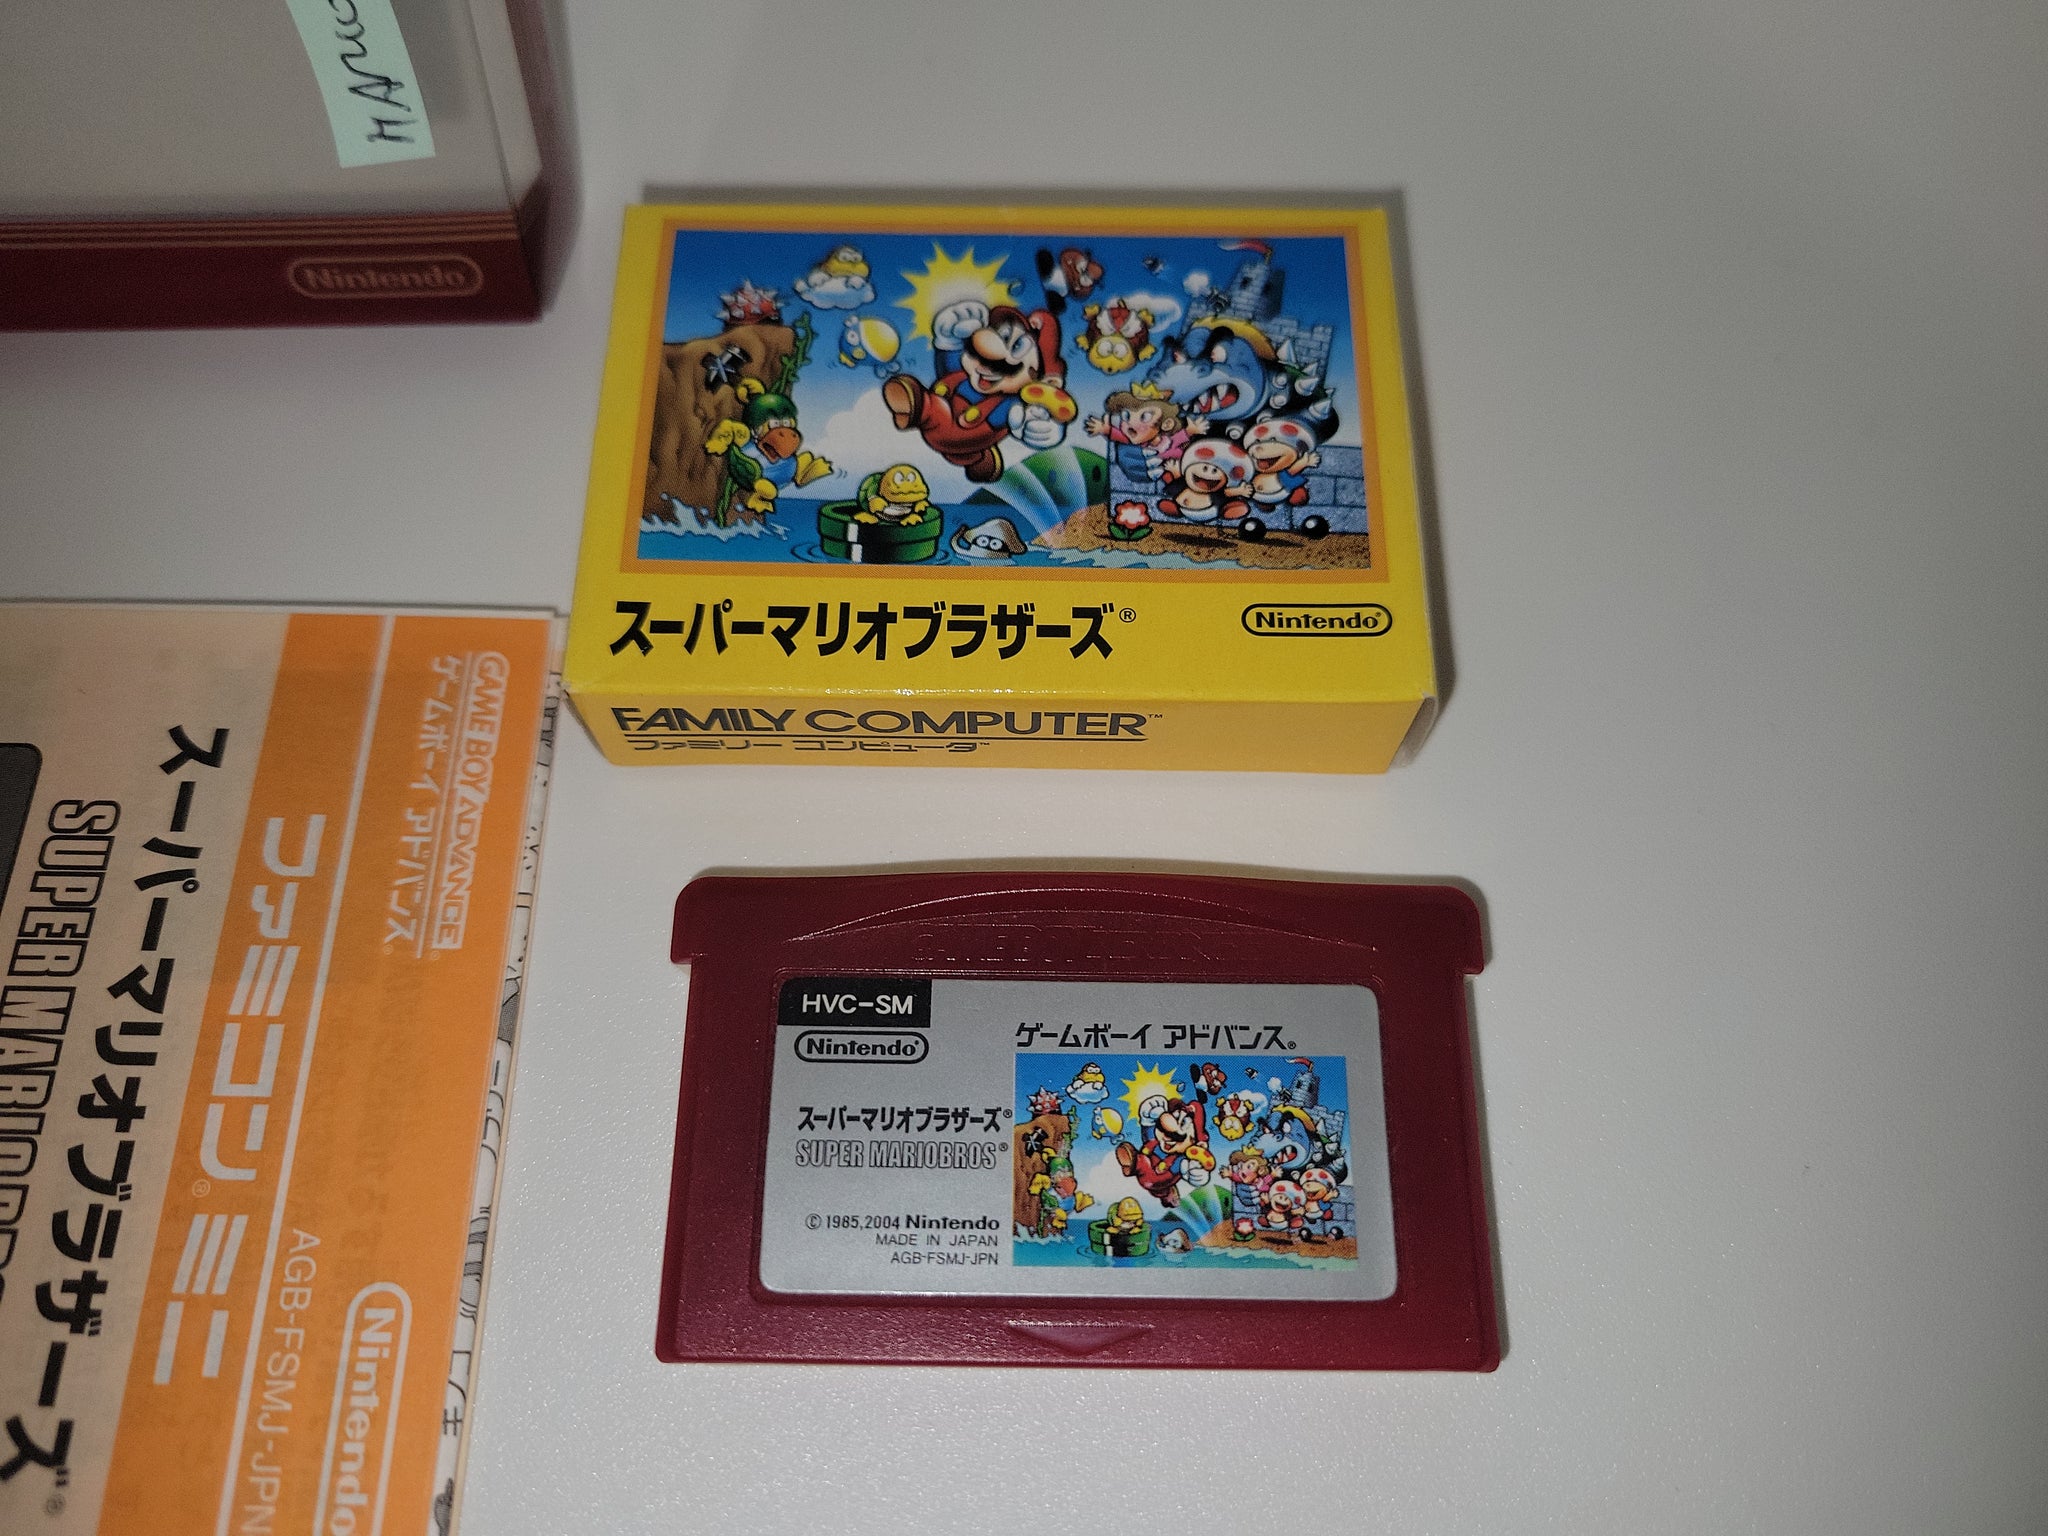 Nintendo
スーパーマリオブラザーズ®
Nintendo®
FAMILY COMPUTER™
ファミリー コンピュータ™
GAME BOY ADVANCE
ゲームボーイ アドバンス®
ファミコン®ミニ
AGB-FSMJ-JPN
Nintendo
スーパーマリオブラザーズ®
SUPER MARIO
HVC-SM
Nintendo®
ゲームボーイ アドバンス®
スーパーマリオブラザーズ®
SUPER MARIOBROS®
© 1985,2004 Nintendo
MADE IN JAPAN
AGB-FSMJ-JPN